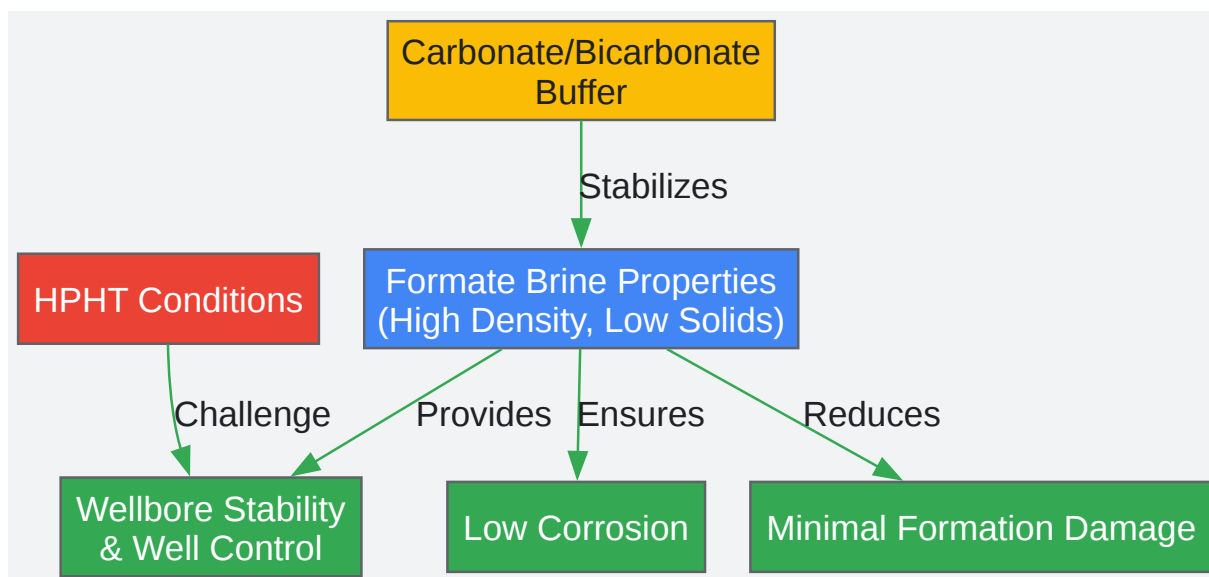 Carbonate/Bicarbonate
Buffer
Stabilizes
HPHT Conditions
Formate Brine Properties
(High Density, Low Solids)
Challenge
Provides
Ensures
Reduces
Wellbore Stability
& Well Control
Low Corrosion
Minimal Formation Damage